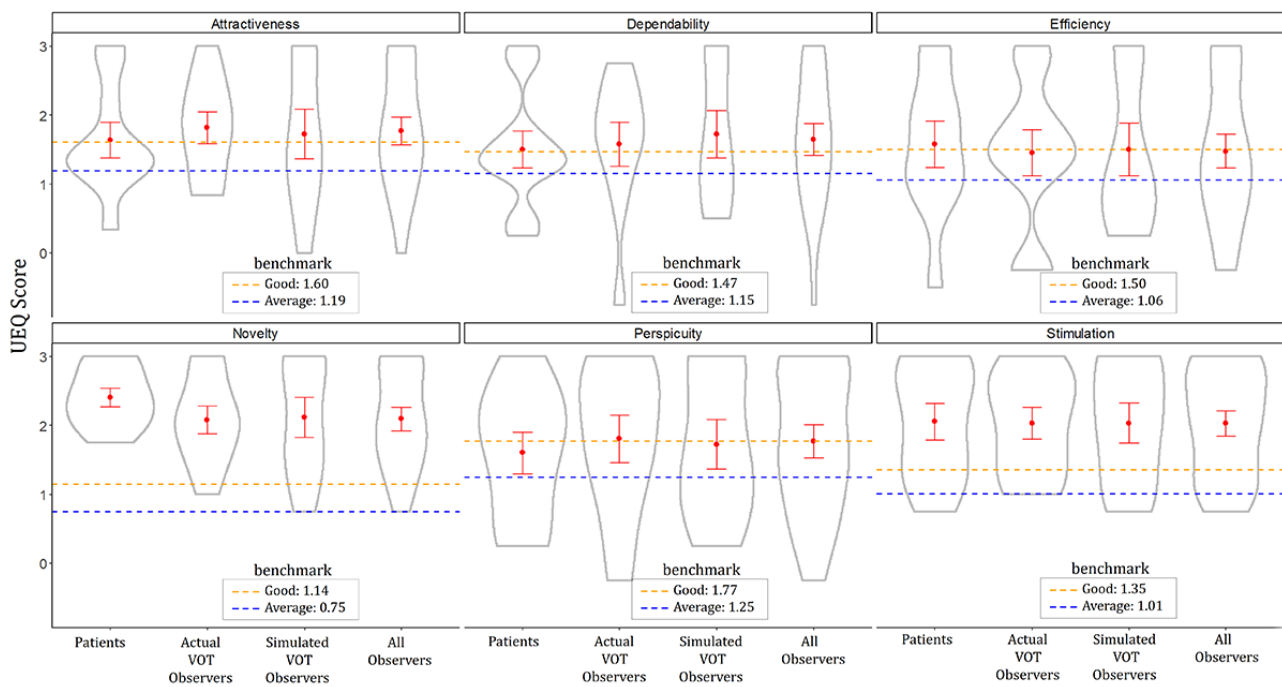 Attractiveness
Dependability
Efficiency
UEQ Score
3
2
1
0
benchmark
Good: 1.60
Average: 1.19
benchmark
Good: 1.47
Average: 1.15
benchmark
Good: 1.50
Average: 1.06
Novelty
Perspicuity
Stimulation
3
2
1
0
benchmark
Good: 1.14
Average: 0.75
benchmark
Good: 1.77
Average: 1.25
benchmark
Good: 1.35
Average: 1.01
Patients
Actual
VOT
Observers
Simulated
VOT
Observers
All
Observers
Patients
Actual
VOT
Observers
Simulated
VOT
Observers
All
Observers
Patients
Actual
VOT
Observers
Simulated
VOT
Observers
All
Observers